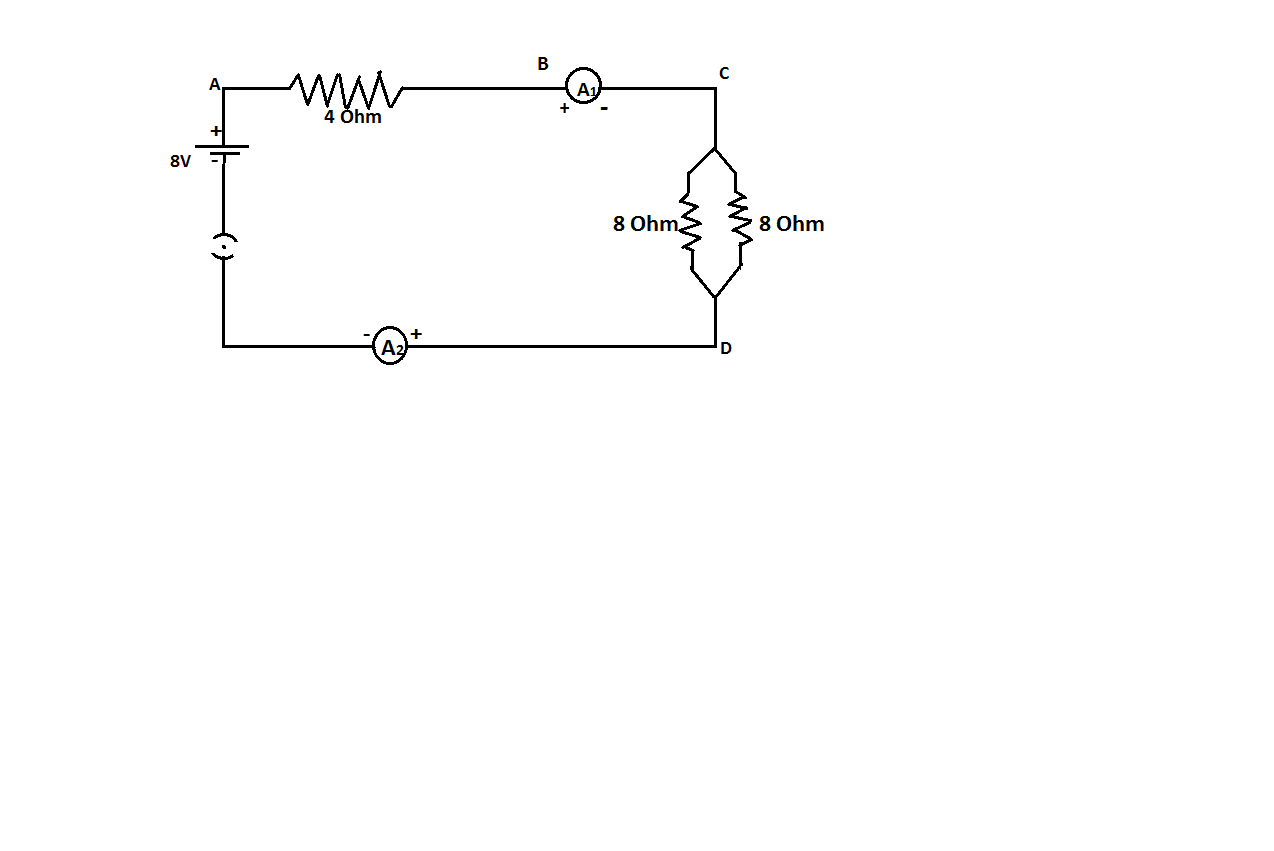 B
C
A
A1
+ -
4 Ohm
+
8V -
8 Ohm 8 Ohm
- +
A2
D